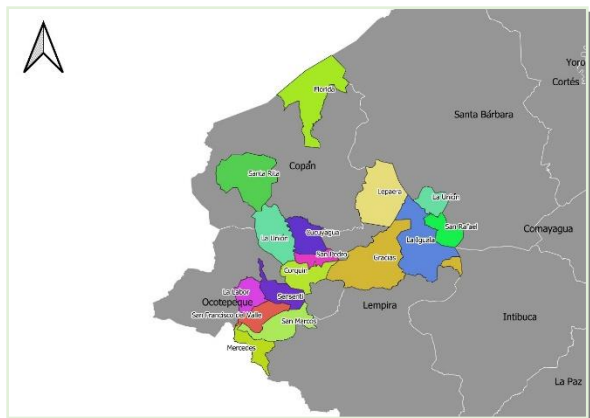 Yoro
Cortés
Florida
Santa Bárbara
Copán
Santa Rita
Lepaera
La Unión
San Rafael
Cucuyagua
Comayagua
La Unión
La Iguala
San Pedro
Gracias
Corquín
La Labor
Sensenti
Ocotepeque
Lempira
San Francisco del Valle
San Marcos
Intibuca
Mercedes
La Paz